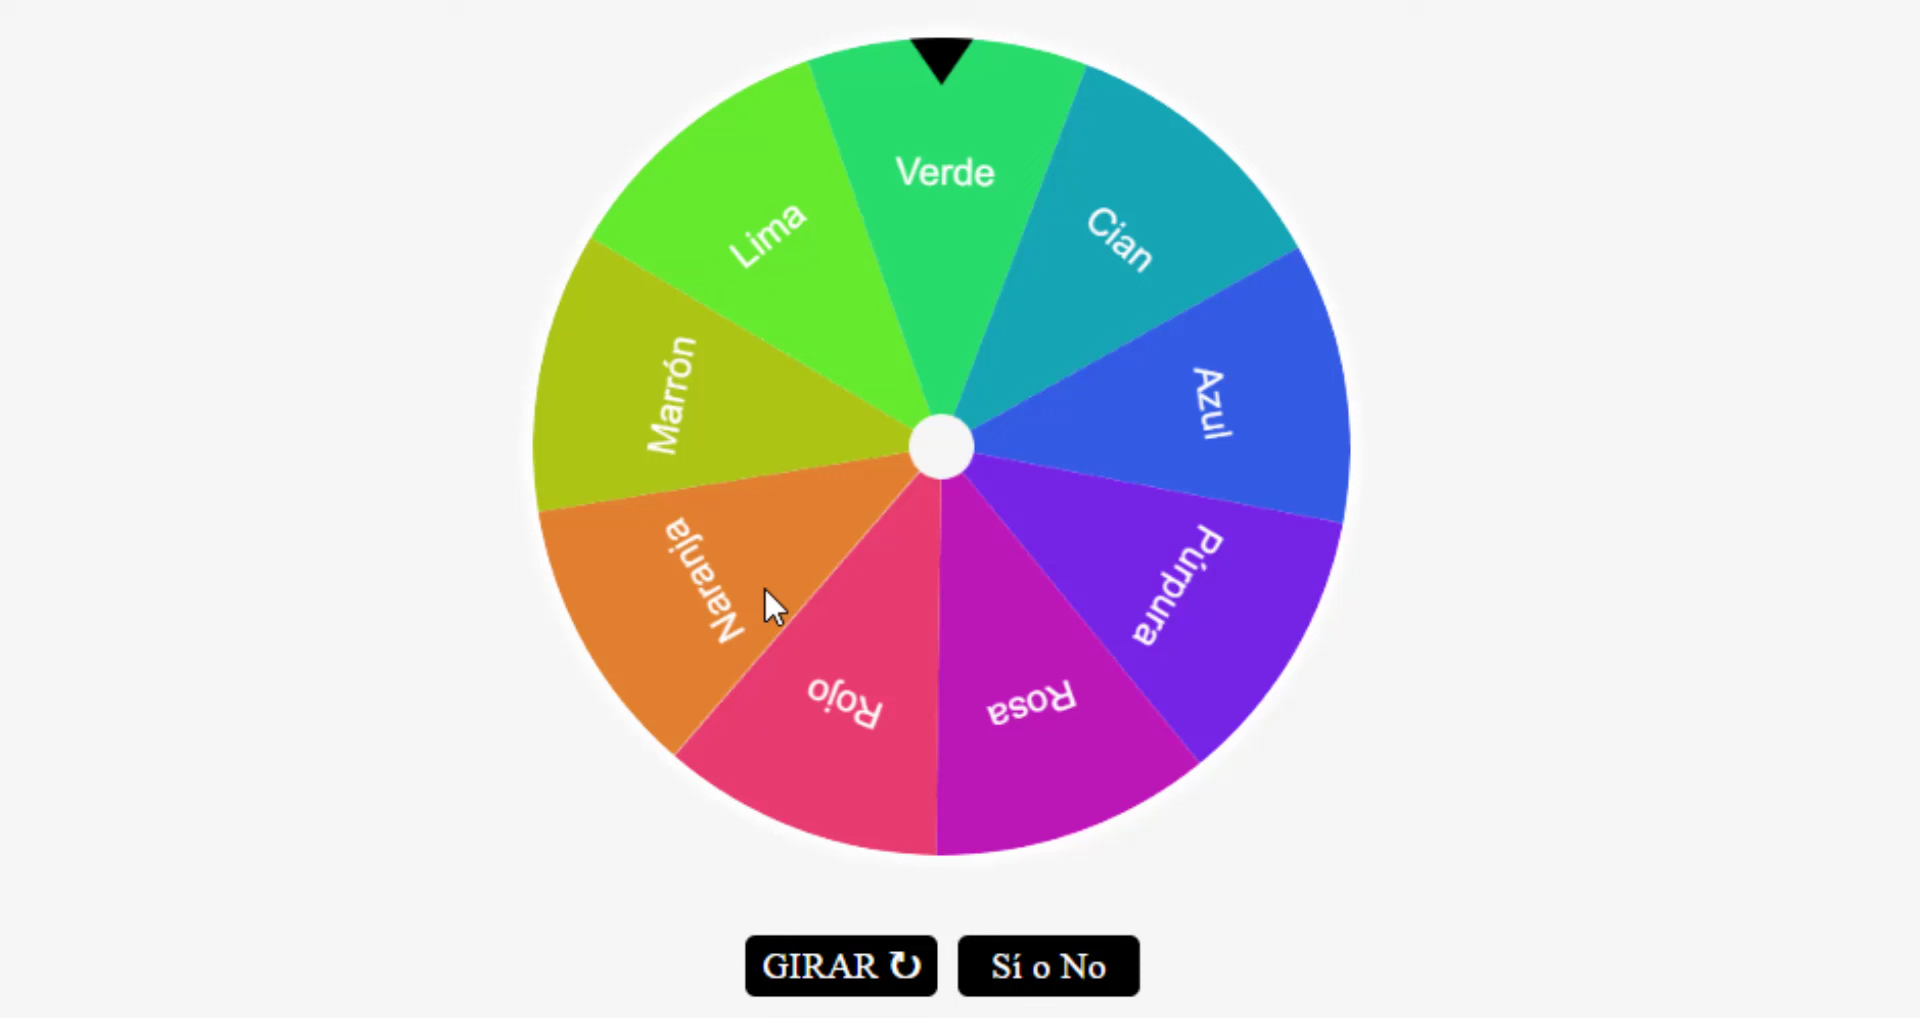 Verde
Cian
Azul
Púrpura
Rosa
Rojo
Naranja
Marrón
Lima
GIRAR ↻
Sí o No